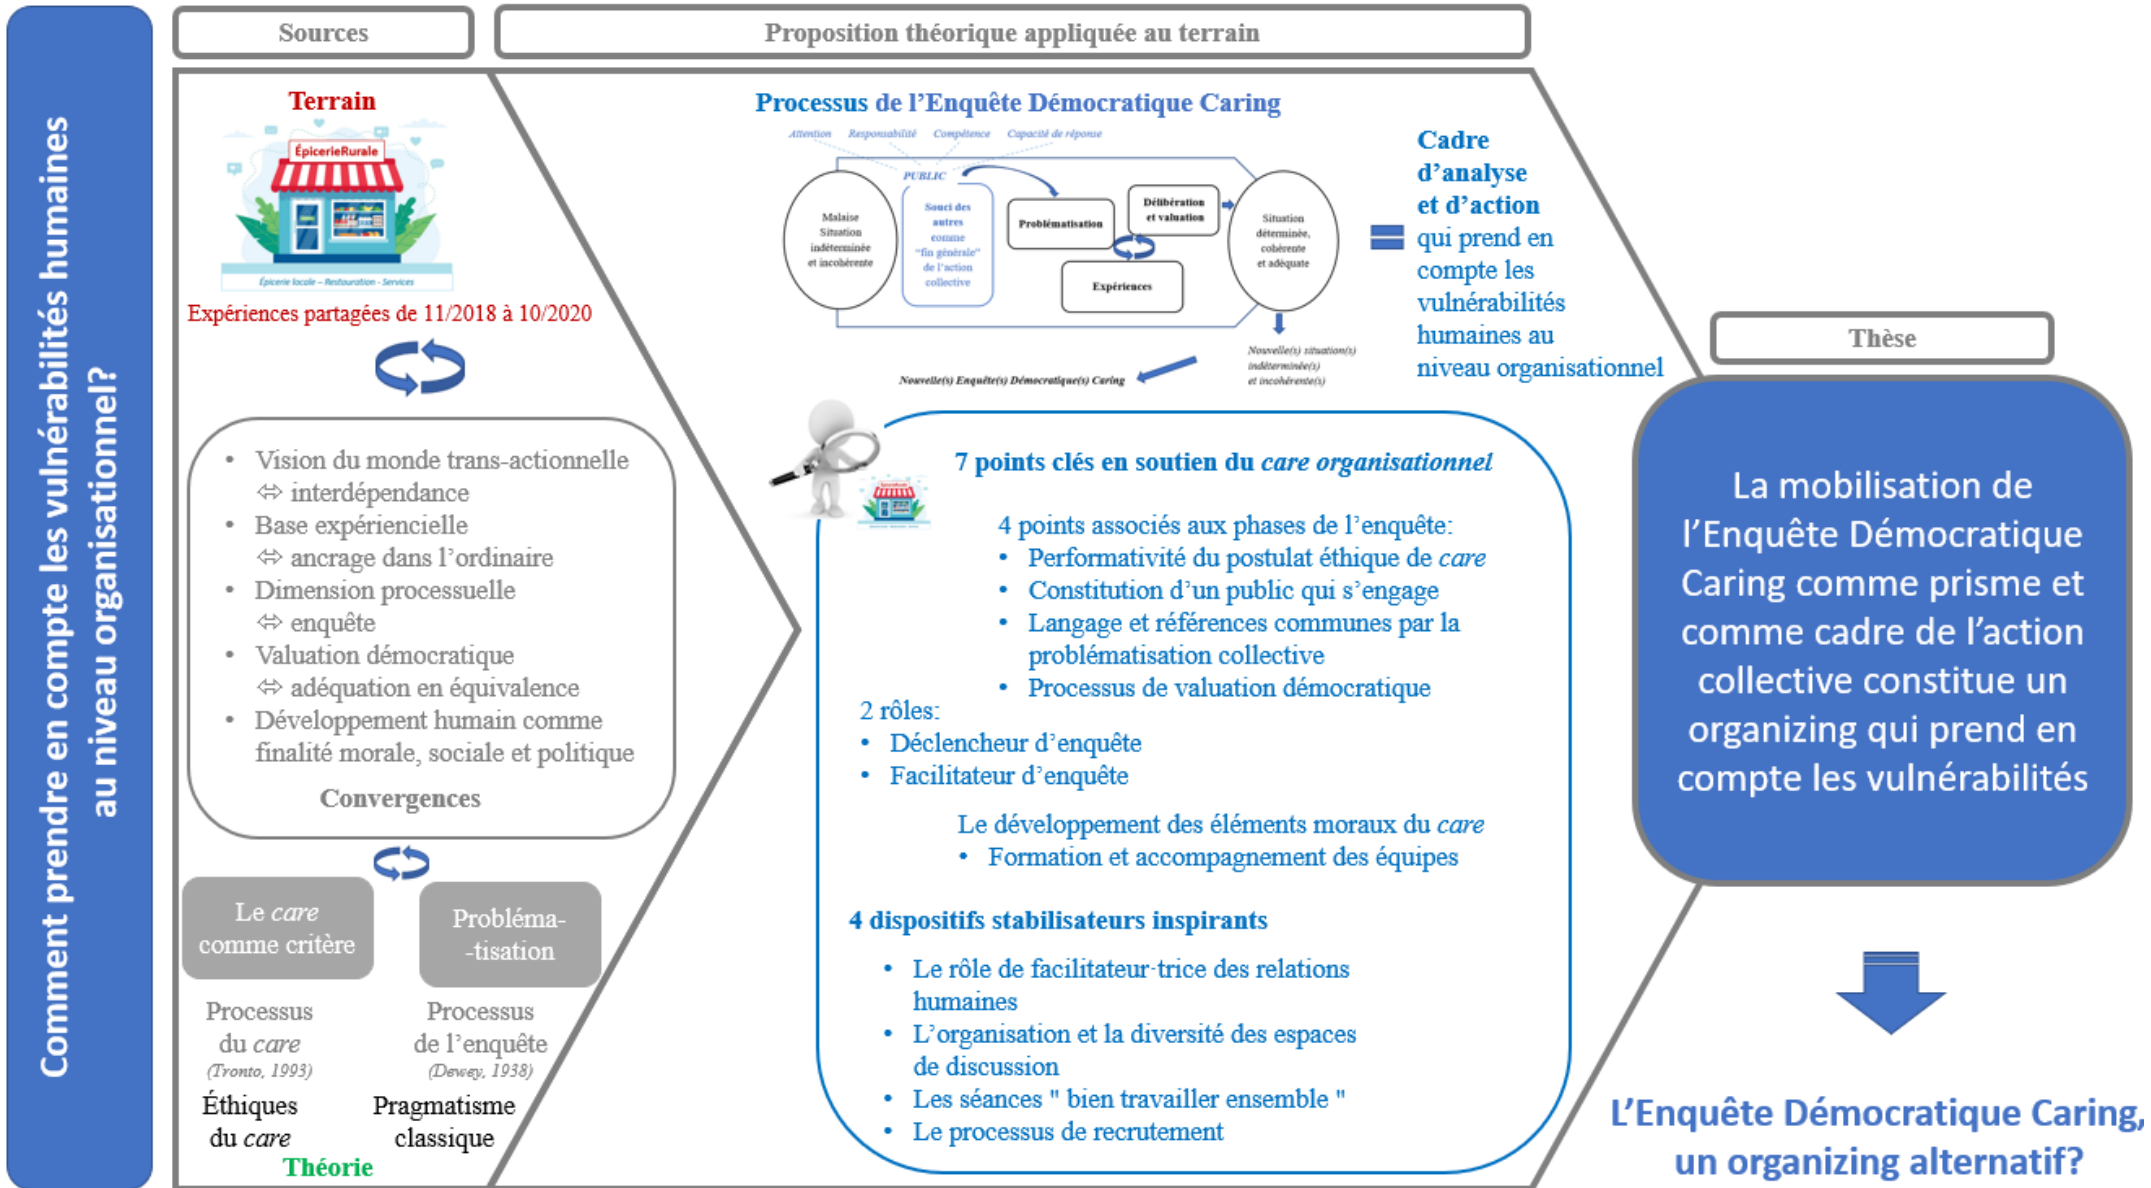 Comment prendre en compte les vulnérabilités humaines
au niveau organisationnel?
Sources
Proposition théorique appliquée au terrain
Terrain
ÉpicerieRurale
Épicerie locale – Restauration - Services
Expériences partagées de 11/2018 à 10/2020
• Vision du monde trans-actionnelle
⇔ interdépendance
• Base expériencielle
⇔ ancrage dans l’ordinaire
• Dimension processuelle
⇔ enquête
• Valuation démocratique
⇔ adéquation en équivalence
• Développement humain comme
finalité morale, sociale et politique
Convergences
Le care
comme critère
Probléma-
-tisation
Processus
du care
(Tronto, 1993)
Éthiques
du care
Processus
de l’enquête
(Dewey, 1938)
Pragmatisme
classique
Théorie
Processus de l’Enquête Démocratique Caring
Attention Responsabilité Compétence Capacité de réponse
PUBLIC
Malaise
Situation
indéterminée
et incohérente
Souci des
autres
comme
“fin générale”
de l’action
collective
Problématisation
Délibération
et valuation
Expériences
Situation
déterminée,
cohérente
et adéquate
Nouvelle(s) situation(s)
indéterminée(s)
et incohérente(s)
Nouvelle(s) Enquête(s) Démocratique(s) Caring
Cadre
d’analyse
et d’action
qui prend en
compte les
vulnérabilités
humaines au
niveau organisationnel
7 points clés en soutien du care organisationnel
4 points associés aux phases de l’enquête:
• Performativité du postulat éthique de care
• Constitution d’un public qui s’engage
• Langage et références communes par la
problématisation collective
• Processus de valuation démocratique
2 rôles:
• Déclencheur d’enquête
• Facilitateur d’enquête
Le développement des éléments moraux du care
• Formation et accompagnement des équipes
4 dispositifs stabilisateurs inspirants
• Le rôle de facilitateur·trice des relations
humaines
• L’organisation et la diversité des espaces
de discussion
• Les séances " bien travailler ensemble "
• Le processus de recrutement
Thèse
La mobilisation de
l’Enquête Démocratique
Caring comme prisme et
comme cadre de l’action
collective constitue un
organizing qui prend en
compte les vulnérabilités
L’Enquête Démocratique Caring,
un organizing alternatif?